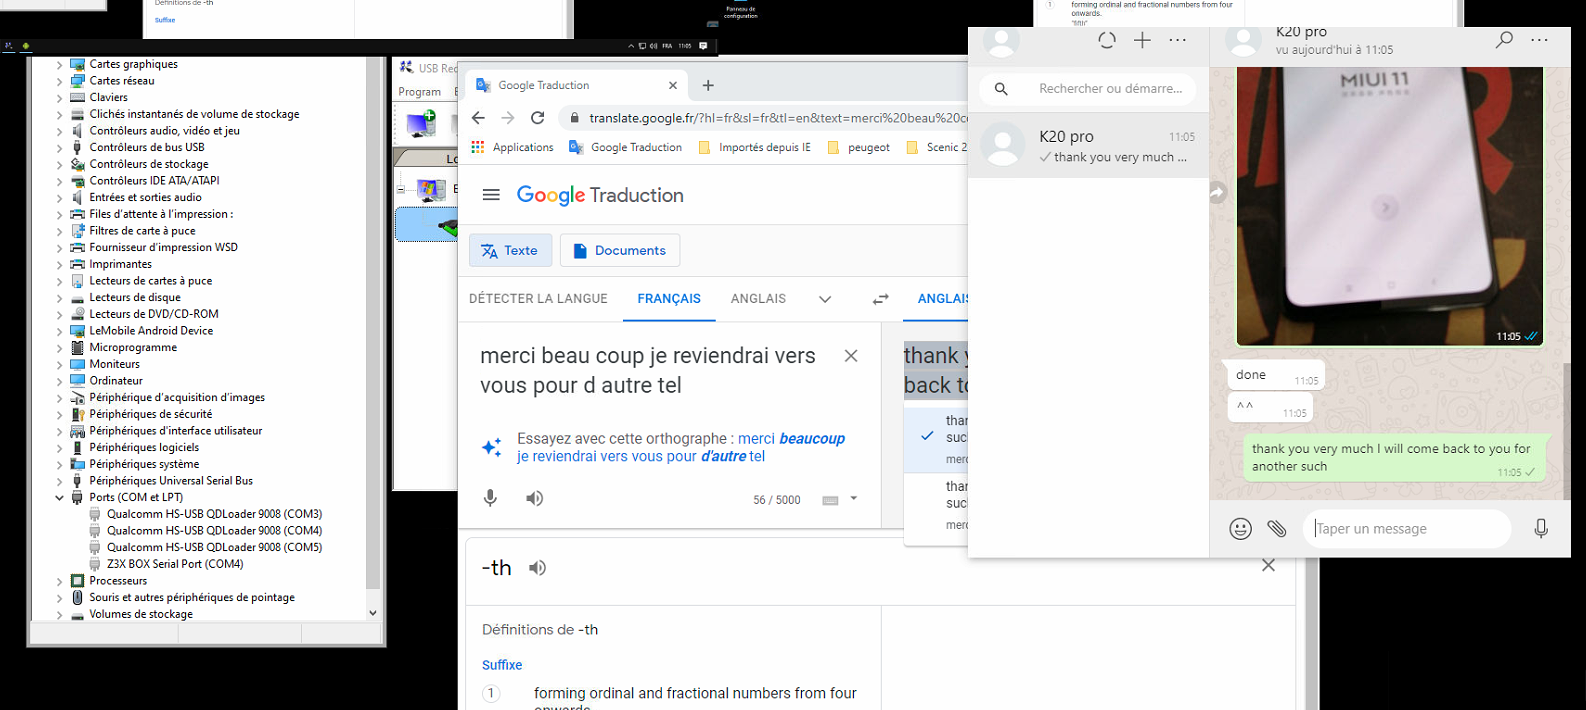 Définitions de -th
Suffixe
Panneau de
configuration
1
forming ordinal and fractional numbers from four
onwards.
"fifth"
FRA
11:05
Cartes graphiques
Cartes réseau
Claviers
Clichés instantanés de volume de stockage
Contrôleurs audio, vidéo et jeu
Contrôleurs de bus USB
Contrôleurs de stockage
Contrôleurs IDE ATA/ATAPI
Entrées et sorties audio
Files d'attente à l'impression :
Filtres de carte à puce
Fournisseur d'impression WSD
Imprimantes
Lecteurs de cartes à puce
Lecteurs de disque
Lecteurs de DVD/CD-ROM
LeMobile Android Device
Microprogramme
Moniteurs
Ordinateur
Périphérique d'acquisition d'images
Périphériques de sécurité
Périphériques d'interface utilisateur
Périphériques logiciels
Périphériques système
Périphériques Universal Serial Bus
Ports (COM et LPT)
Qualcomm HS-USB QDLoader 9008 (COM3)
Qualcomm HS-USB QDLoader 9008 (COM4)
Qualcomm HS-USB QDLoader 9008 (COM5)
Z3X BOX Serial Port (COM4)
Processeurs
Souris et autres périphériques de pointage
Volumes de stockage
USB Red
Program
Lo
Google Traduction
translate.google.fr/?hl=fr&sl=fr&tl=en&text=merci%20beau%20co
Applications
Google Traduction
Importés depuis IE
peugeot
Scenic 2
Google Traduction
Texte
Documents
DÉTECTER LA LANGUE
FRANÇAIS
ANGLAIS
ANGLAIS
merci beau coup je reviendrai vers
vous pour d autre tel
thank y
back to
Essayez avec cette orthographe : merci beaucoup
je reviendrai vers vous pour d'autre tel
than
suc
merc
56 / 5000
than
suc
merc
-th
Définitions de -th
Suffixe
1
forming ordinal and fractional numbers from four
onwards.
K20 pro
vu aujourd'hui à 11:05
Rechercher ou démarre...
K20 pro
11:05
thank you very much ...
MIUI 11
11:05
done
11:05
^^
11:05
thank you very much I will come back to you for
another such
11:05
Taper un message